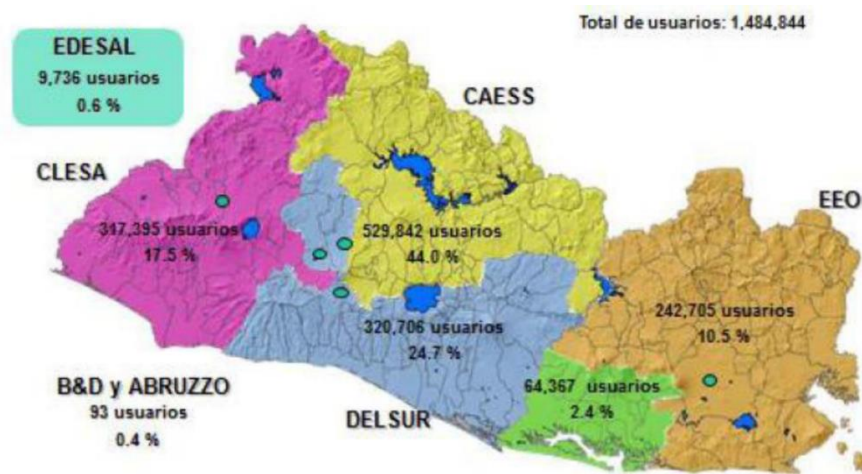 Total de usuarios: 1,484,844
EDESAL
9,736 usuarios
0.6 %
CAESS
CLESA
EEO
317,395 usuarios
17.5 %
529,842 usuarios
44.0 %
242,705 usuarios
10.5 %
320,706 usuarios
24.7 %
B&D y ABRUZZO
93 usuarios
0.4 %
64,367 usuarios
2.4 %
DELSUR